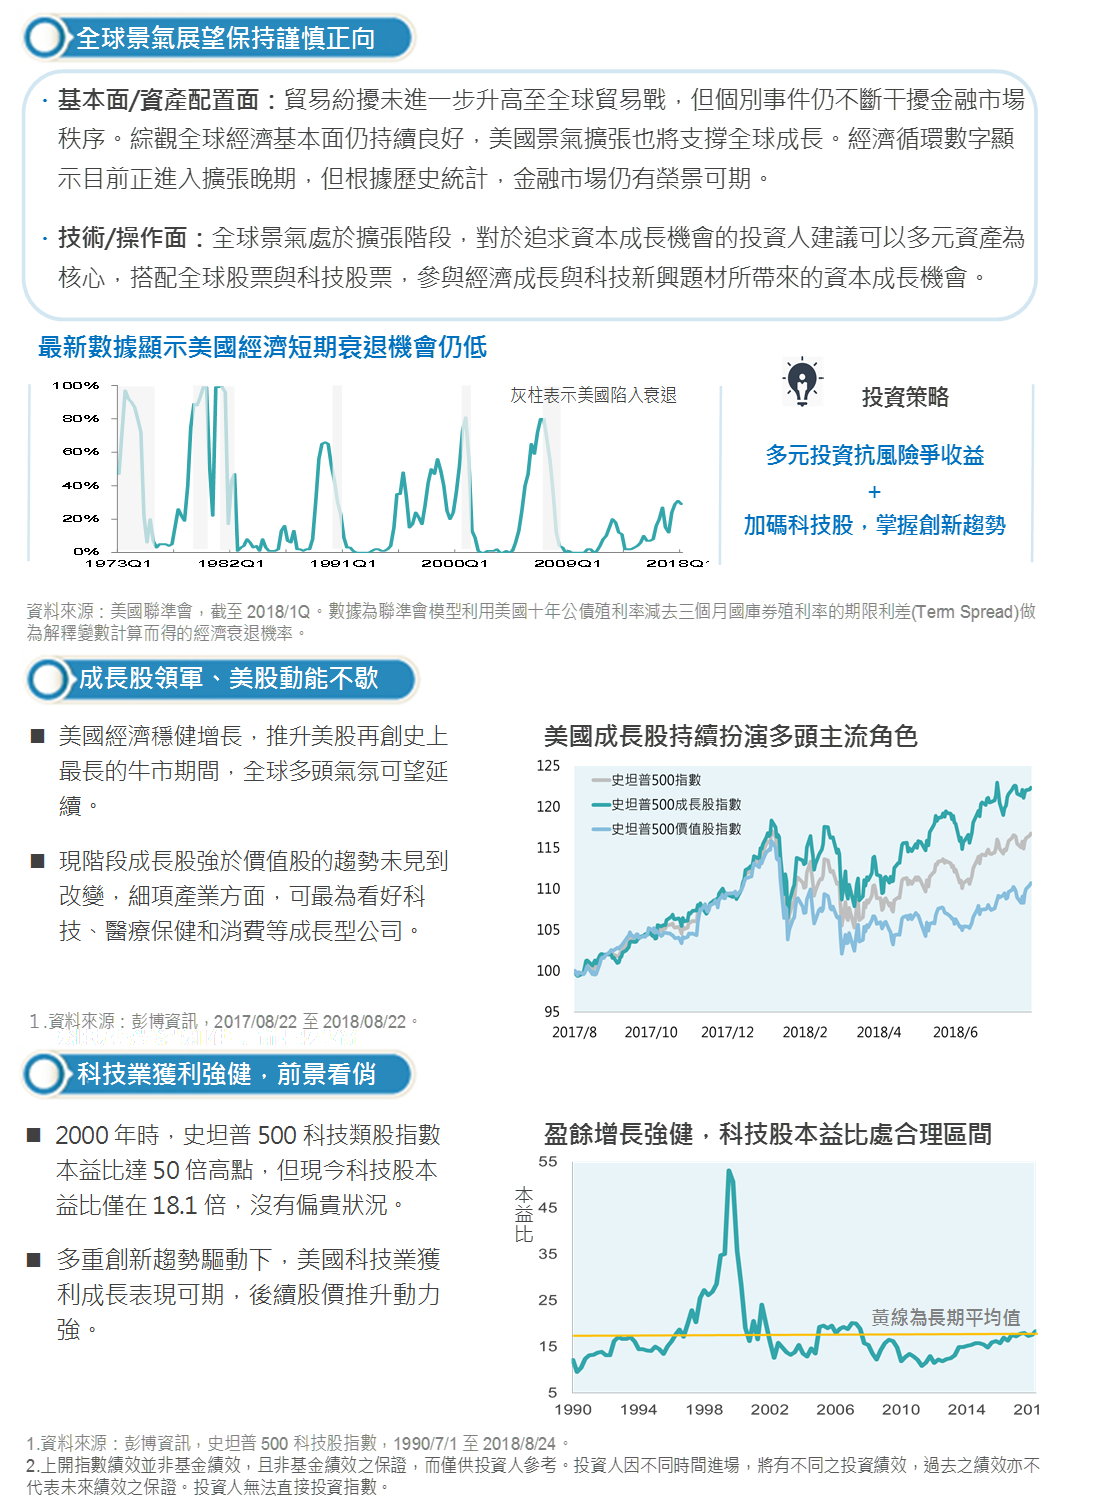 全球景氣展望保持謹慎正向
· 基本面/資產配置面：貿易紛擾未進一步升高至全球貿易戰，但個別事件仍不斷干擾金融市場
秩序。綜觀全球經濟基本面仍持續良好，美國景氣擴張也將支撐全球成長。經濟循環數字顯
示目前正進入擴張晚期，但根據歷史統計，金融市場仍有榮景可期。
· 技術/操作面：全球景氣處於擴張階段，對於追求資本成長機會的投資人建議可以多元資產為
核心，搭配全球股票與科技股票，參與經濟成長與科技新興題材所帶來的資本成長機會。
最新數據顯示美國經濟短期衰退機會仍低
100%
80%
60%
40%
20%
0%
灰柱表示美國陷入衰退
1973Q1 1982Q1 1991Q1 2000Q1 2009Q1 2018Q
投資策略
多元投資抗風險爭收益
+
加碼科技股，掌握創新趨勢
資料來源：美國聯準會，截至 2018/1Q。數據為聯準會模型利用美國十年公債殖利率減去三個月國庫券殖利率的期限利差(Term Spread)做
為解釋變數計算而得的經濟衰退機率。
成長股領軍、美股動能不歇
■ 美國經濟穩健增長，推升美股再創史上
最長的牛市期間，全球多頭氣氛可望延
續。
■ 現階段成長股強於價值股的趨勢未見到
改變，細項產業方面，可最為看好科
技、醫療保健和消費等成長型公司。
美國成長股持續扮演多頭主流角色
125
120
115
110
105
100
95
史坦普500指數
史坦普500成長股指數
史坦普500價值股指數
2017/8 2017/10 2017/12 2018/2 2018/4 2018/6
1.資料來源：彭博資訊，2017/08/22 至 2018/08/22。
科技業獲利強健，前景看俏
■ 2000 年時，史坦普 500 科技類股指數
本益比達 50 倍高點，但現今科技股本
益比僅在 18.1 倍，沒有偏貴狀況。
■ 多重創新趨勢驅動下，美國科技業獲
利成長表現可期，後續股價推升動力
強。
盈餘增長強健，科技股本益比處合理區間
本益比
55
45
35
25
15
5
黃線為長期平均值
1990 1994 1998 2002 2006 2010 2014 201
1.資料來源：彭博資訊，史坦普 500 科技股指數，1990/7/1 至 2018/8/24。
2.上開指數績效並非基金績效，且非基金績效之保證，而僅供投資人參考。投資人因不同時間進場，將有不同之投資績效，過去之績效亦不
代表未來績效之保證。投資人無法直接投資指數。